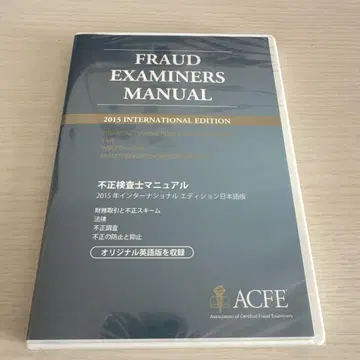 FRAUD
EXAMINERS
MANUAL
2015 INTERNATIONAL EDITION
不正検査士マニュアル
2015 年インターナショナル エディション日本語版
財務取引と不正スキーム
法律
不正調査
不正の防止と抑止
オリジナル英語版を収録
ACFE
Association of Certified Fraud Examiners